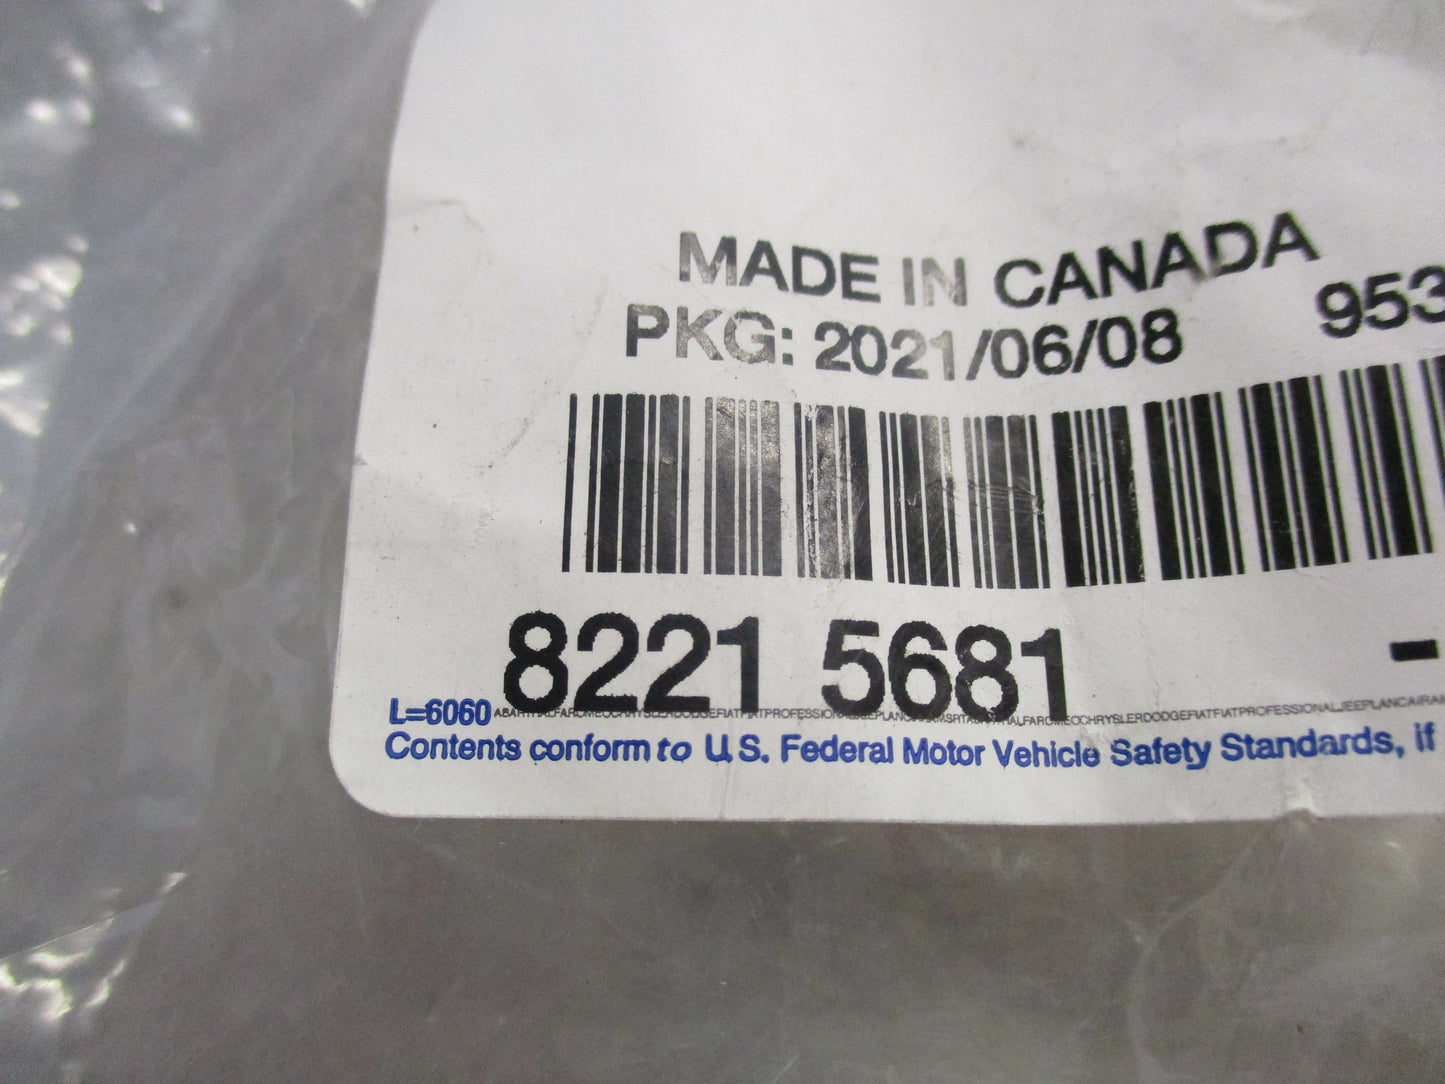 MADE IN CANADA
PKG: 2021/06/08 953
8221 5681 -
L=6060 ABARTHALFAROMEOCHRYSLERDODGEFIATFIATPROFESSIONALJEEPLANCIARAMSRTABARTHALFAROMEOCHRYSLERDODGEFIATFIATPROFESSIONALJEEPLANCIARAM
Contents conform to U.S. Federal Motor Vehicle Safety Standards, if